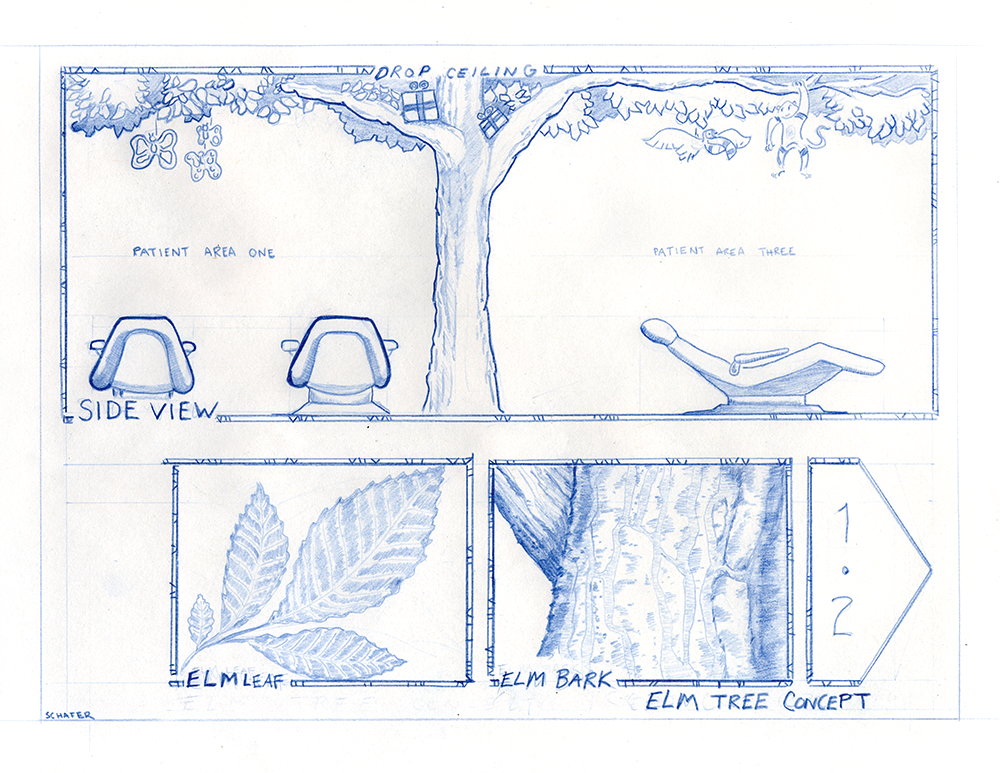 DROP CEILING
PATIENT AREA ONE
PATIENT AREA THREE
SIDE VIEW
1.2
ELM LEAF
ELM BARK
ELM TREE CONCEPT
SCHAFER